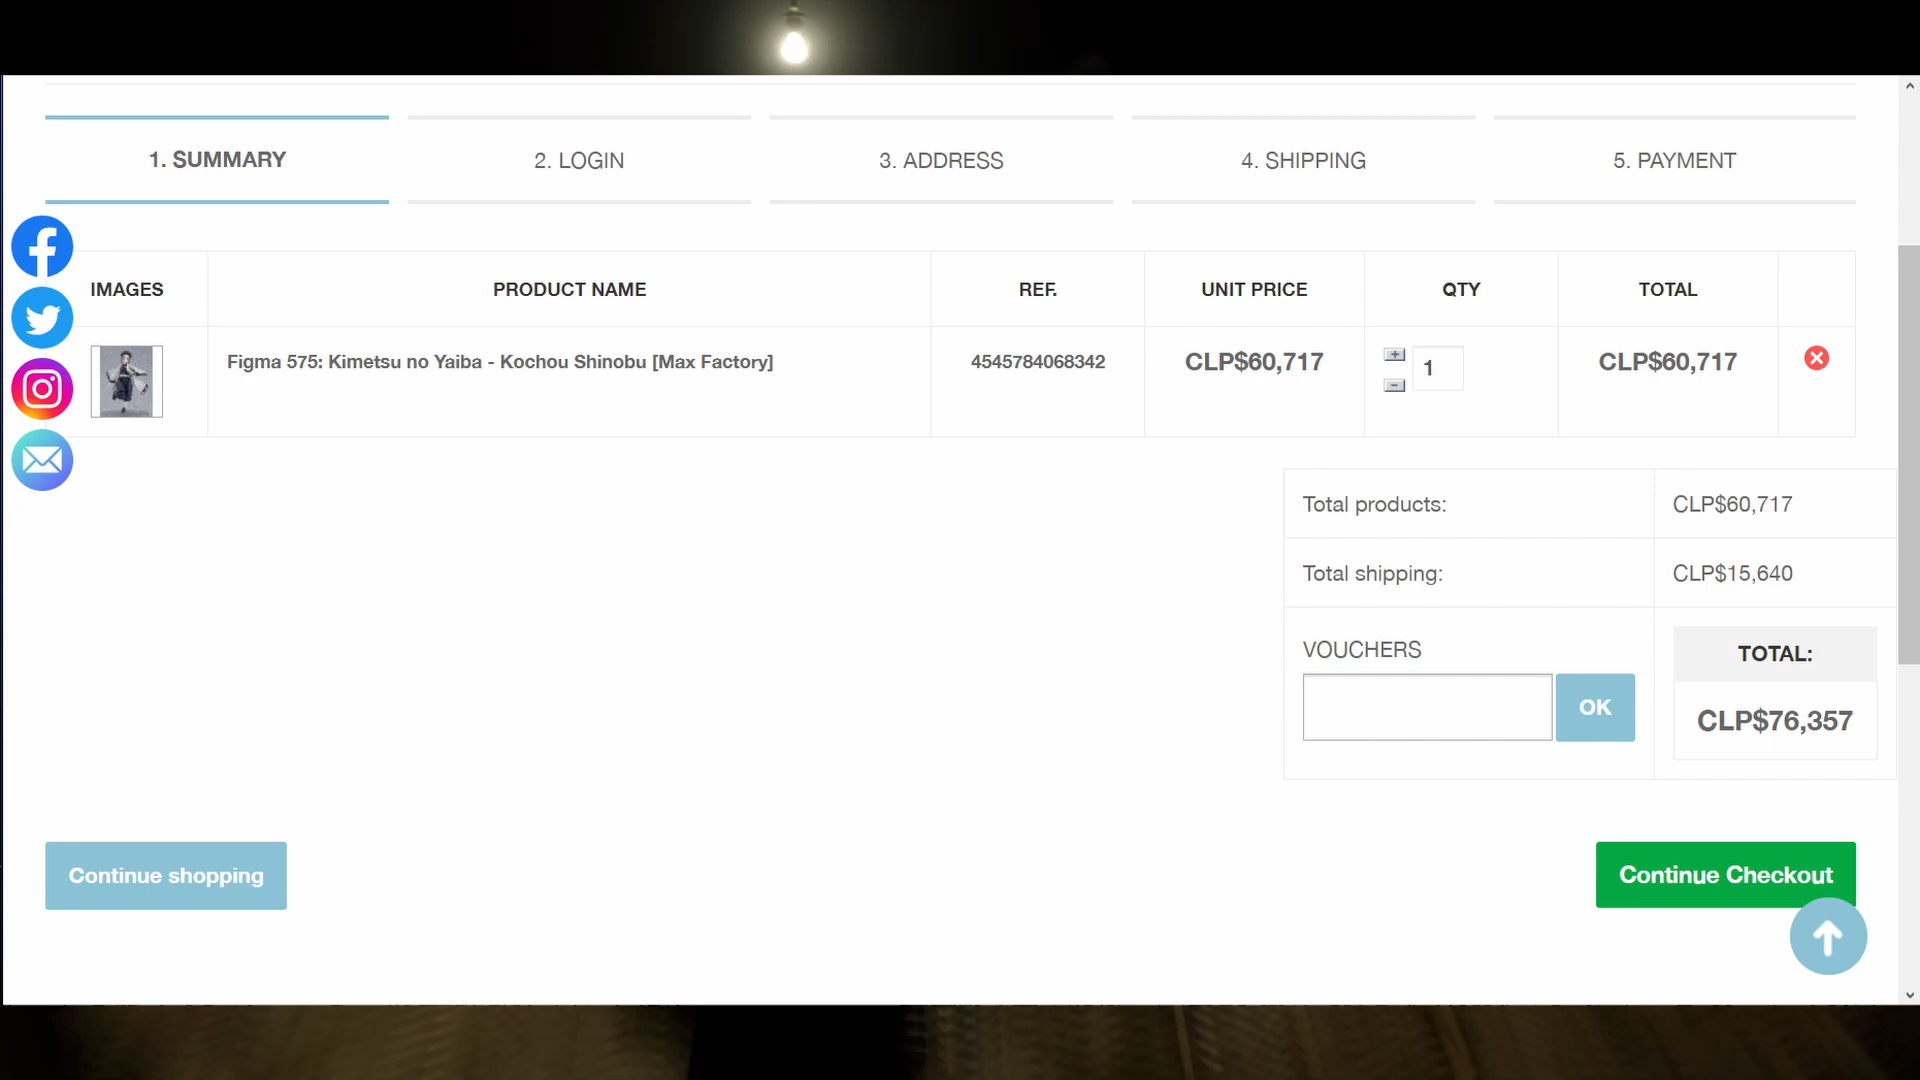 1. SUMMARY
2. LOGIN
3. ADDRESS
4. SHIPPING
5. PAYMENT
IMAGES
PRODUCT NAME
REF.
UNIT PRICE
QTY
TOTAL
Figma 575: Kimetsu no Yaiba - Kochou Shinobu [Max Factory]
4545784068342
CLP$60,717
1
CLP$60,717
Total products:
CLP$60,717
Total shipping:
CLP$15,640
VOUCHERS
OK
TOTAL:
CLP$76,357
Continue shopping
Continue Checkout